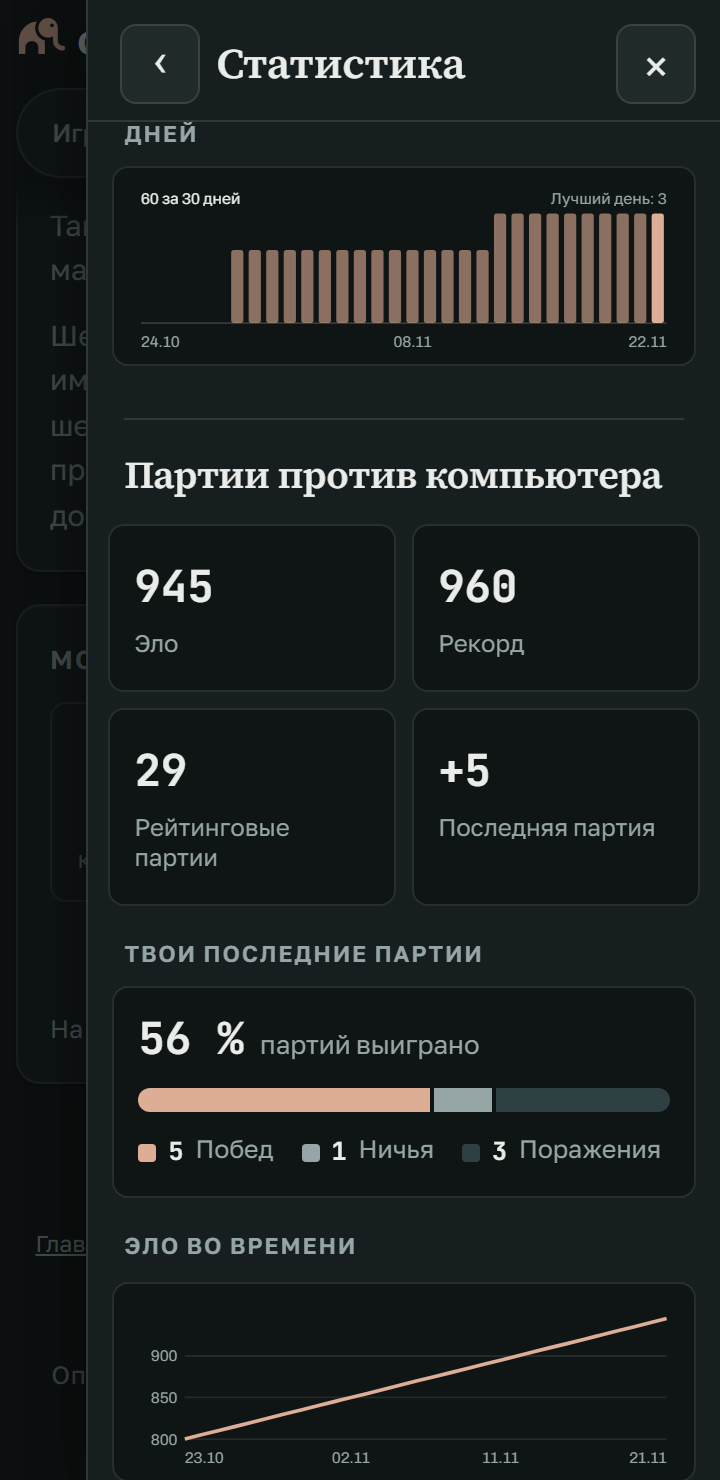 ‹ Статистика ×
ДНЕЙ
60 за 30 дней
Лучший день: 3
24.10 08.11 22.11
Партии против компьютера
945
Эло
960
Рекорд
29
Рейтинговые
партии
+5
Последняя партия
ТВОИ ПОСЛЕДНИЕ ПАРТИИ
56 % партий выиграно
5 Побед 1 Ничья 3 Поражения
ЭЛО ВО ВРЕМЕНИ
900
850
800
23.10 02.11 11.11 21.11
На